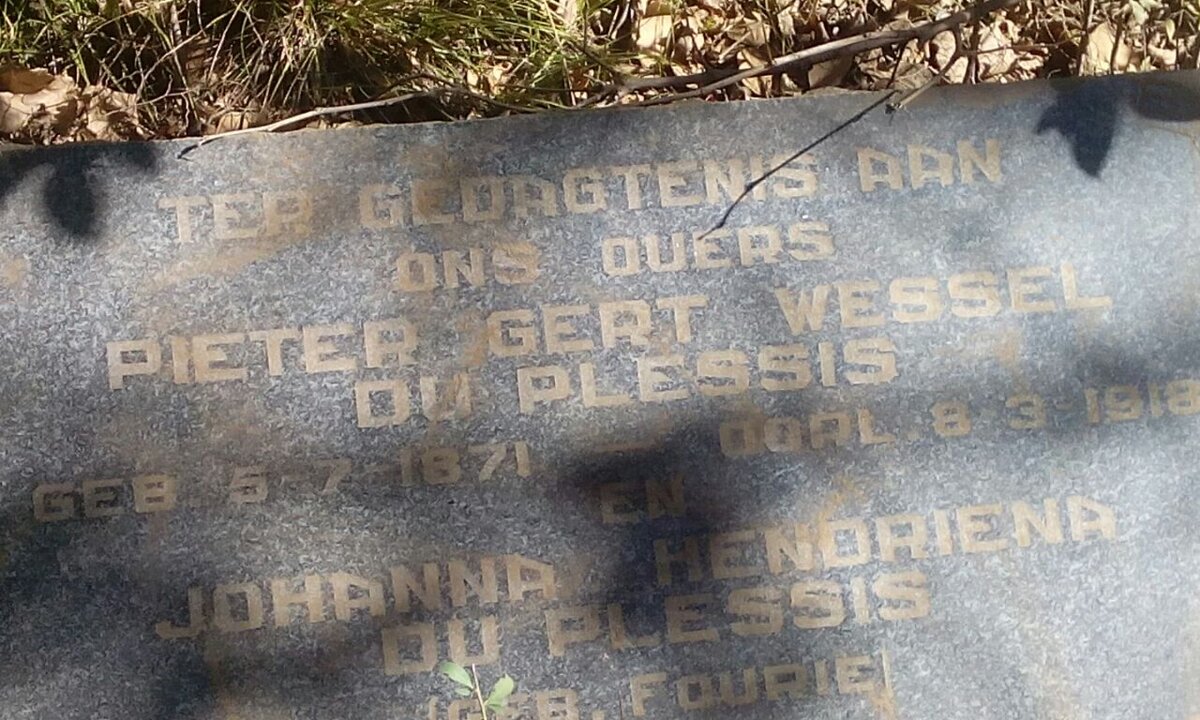 TER GEDAGTENIS AAN
ONS OUERS
PIETER GERT WESSEL
DU PLESSIS
GEB. 5-7-1871 — OORL. 8-3-1918
EN
JOHANNA HENDRIENA
DU PLESSIS
(GEB. FOURIE)